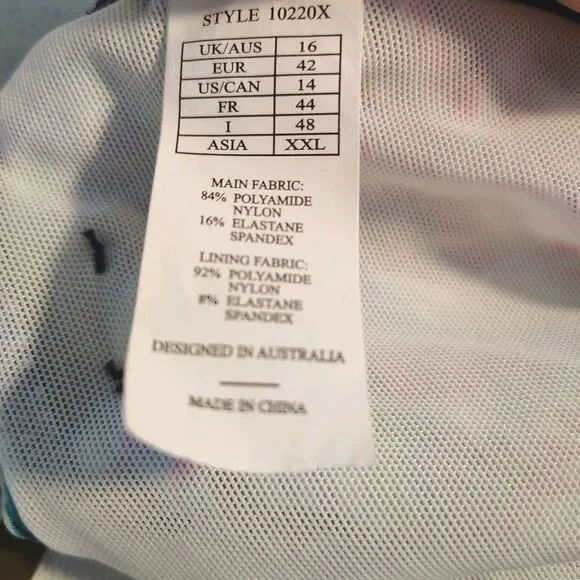 STYLE 10220X
UK/AUS 16
EUR 42
US/CAN 14
FR 44
I 48
ASIA XXL
MAIN FABRIC:
84% POLYAMIDE
NYLON
16% ELASTANE
SPANDEX
LINING FABRIC:
92% POLYAMIDE
NYLON
8% ELASTANE
SPANDEX
DESIGNED IN AUSTRALIA
MADE IN CHINA